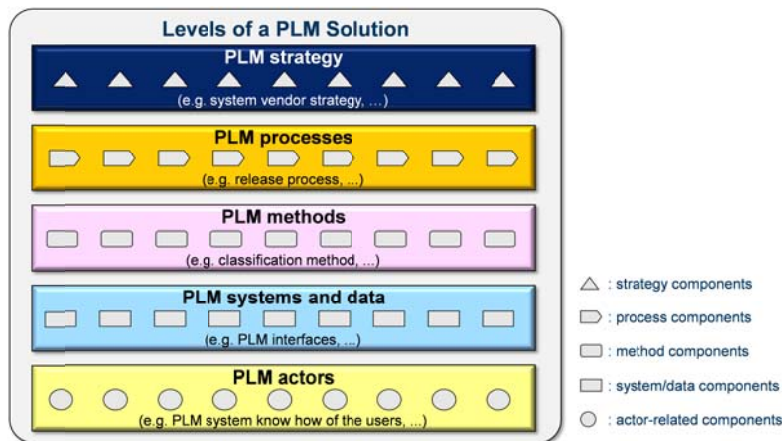 Levels of a PLM Solution
PLM strategy
(e.g. system vendor strategy, ...)
PLM processes
(e.g. release process, ...)
PLM methods
(e.g. classification method, ...)
PLM systems and data
(e.g. PLM interfaces, ...)
PLM actors
(e.g. PLM system know how of the users, ...)
: strategy components
: process components
: method components
: system/data components
: actor-related components